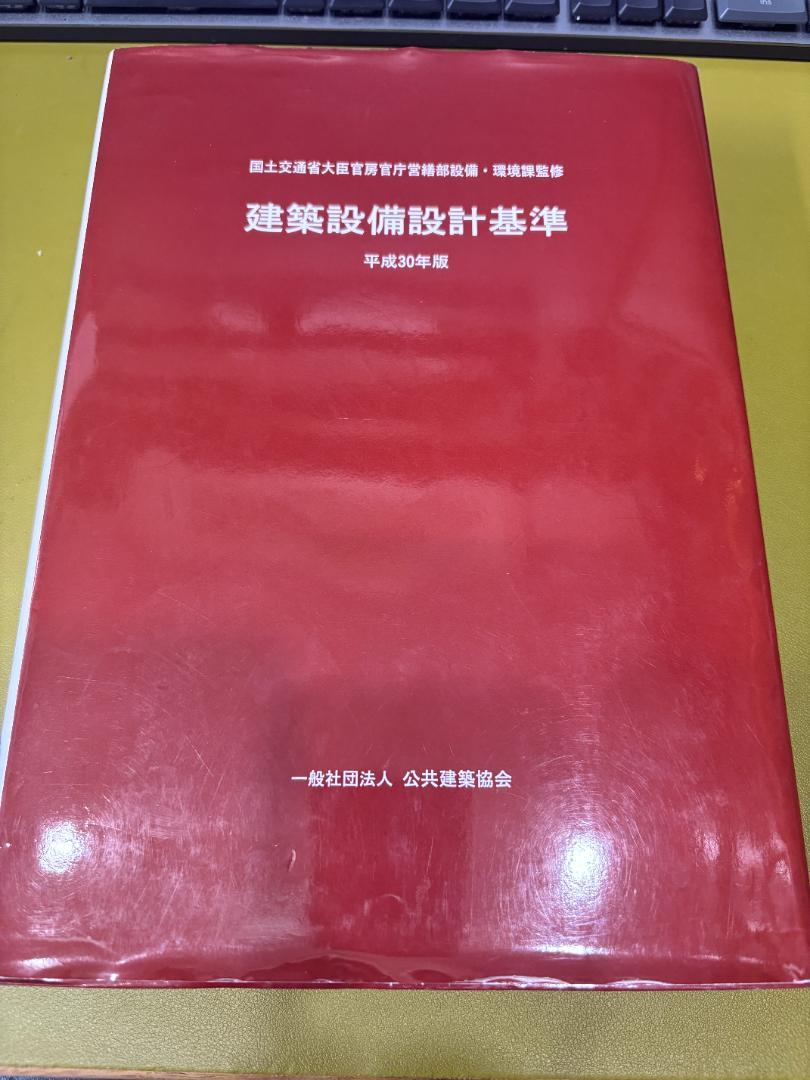 国土交通省大臣官房官庁営繕部設備・環境課監修
建築設備設計基準
平成30年版
一般社団法人 公共建築協会
ins